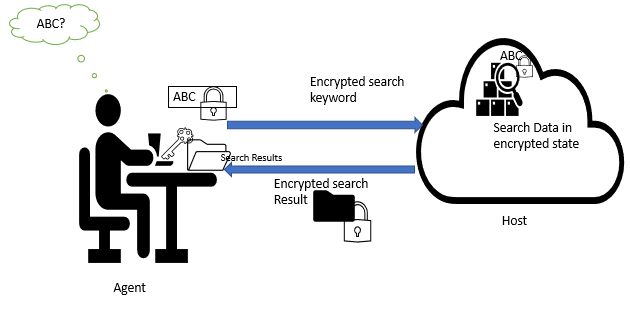 ABC?
ABC
Encrypted search
keyword
ABC
Search Data in
encrypted state
Search Results
Encrypted search
Result
Host
Agent